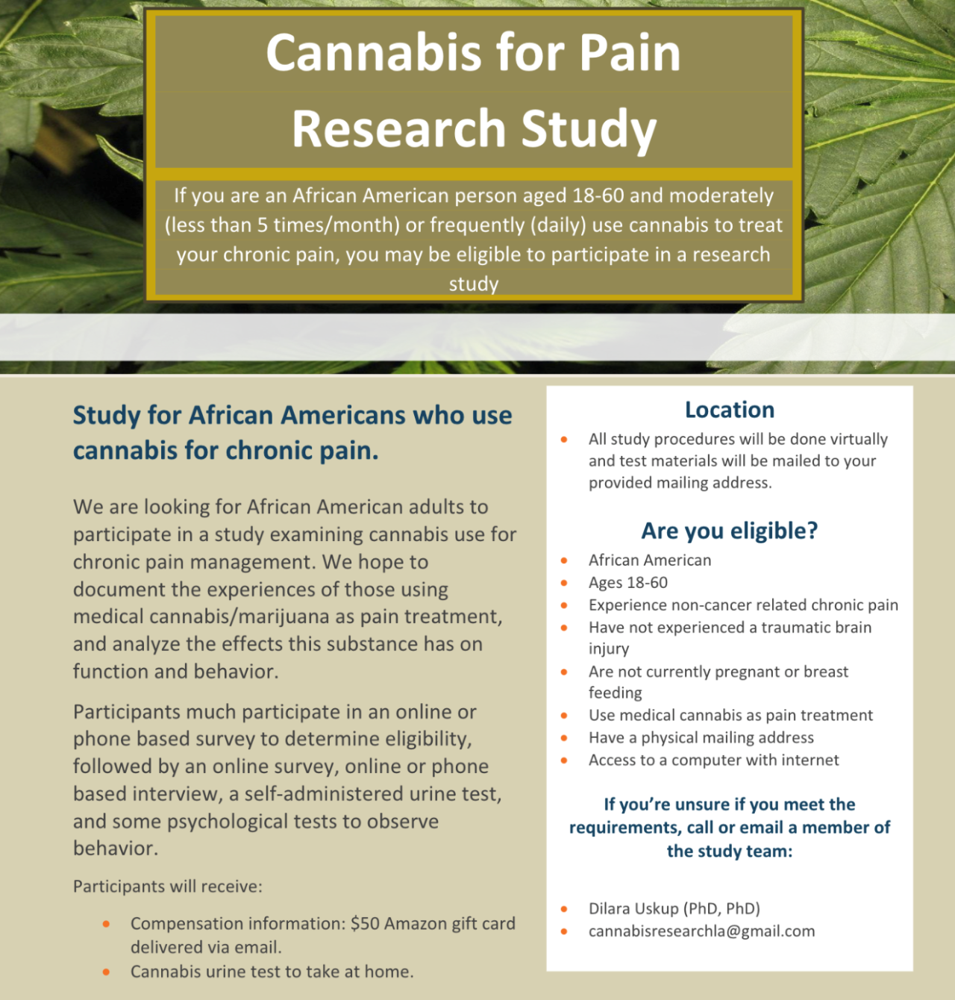 Cannabis for Pain
Research Study
If you are an African American person aged 18-60 and moderately
(less than 5 times/month) or frequently (daily) use cannabis to treat
your chronic pain, you may be eligible to participate in a research
study
Study for African Americans who use
cannabis for chronic pain.
We are looking for African American adults to
participate in a study examining cannabis use for
chronic pain management. We hope to
document the experiences of those using
medical cannabis/marijuana as pain treatment,
and analyze the effects this substance has on
function and behavior.
Participants much participate in an online or
phone based survey to determine eligibility,
followed by an online survey, online or phone
based interview, a self-administered urine test,
and some psychological tests to observe
behavior.
Participants will receive:
• Compensation information: $50 Amazon gift card
delivered via email.
• Cannabis urine test to take at home.
Location
• All study procedures will be done virtually
and test materials will be mailed to your
provided mailing address.
Are you eligible?
• African American
• Ages 18-60
• Experience non-cancer related chronic pain
• Have not experienced a traumatic brain
injury
• Are not currently pregnant or breast
feeding
• Use medical cannabis as pain treatment
• Have a physical mailing address
• Access to a computer with internet
If you're unsure if you meet the
requirements, call or email a member of
the study team:
• Dilara Uskup (PhD, PhD)
• cannabisresearchla@gmail.com